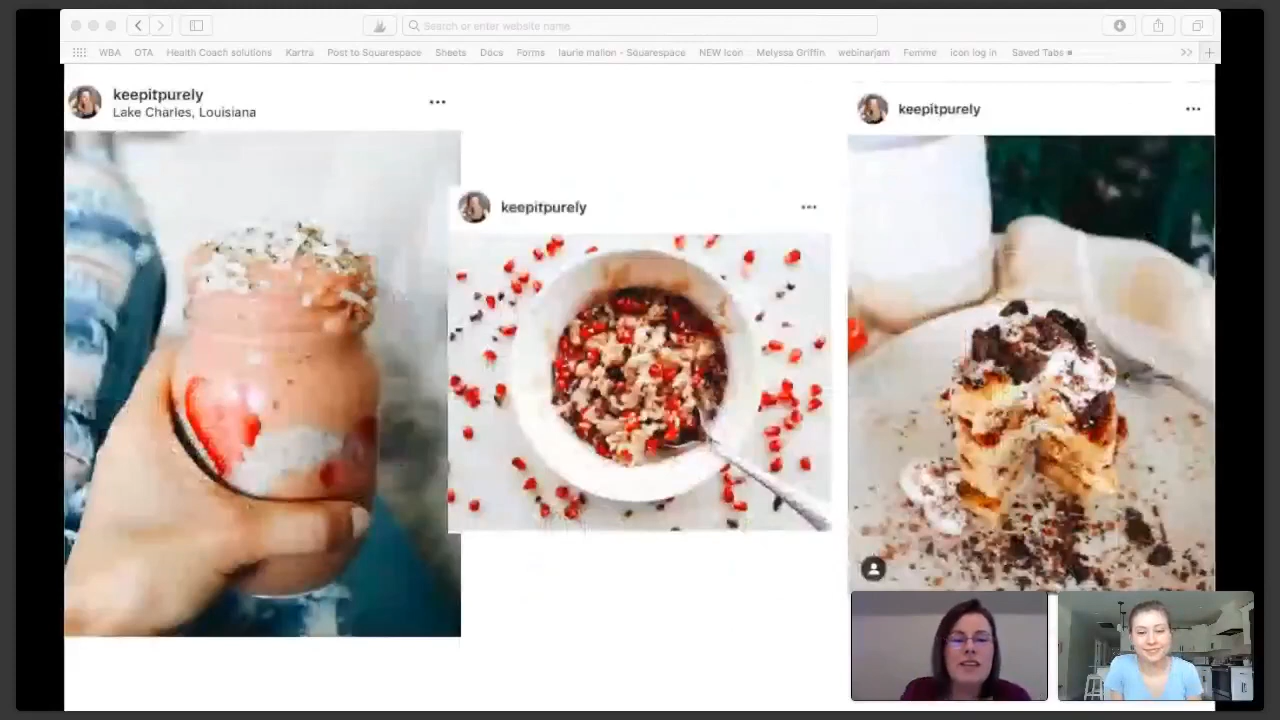 Search or enter website name
WBA OTA Health Coach solutions Kartra Post to Squarespace Sheets Docs Forms laurie mallon - Squarespace NEW Icon Melyssa Griffin webinarjam Femme icon log in Saved Tabs
keepitpurely
Lake Charles, Louisiana
keepitpurely
keepitpurely